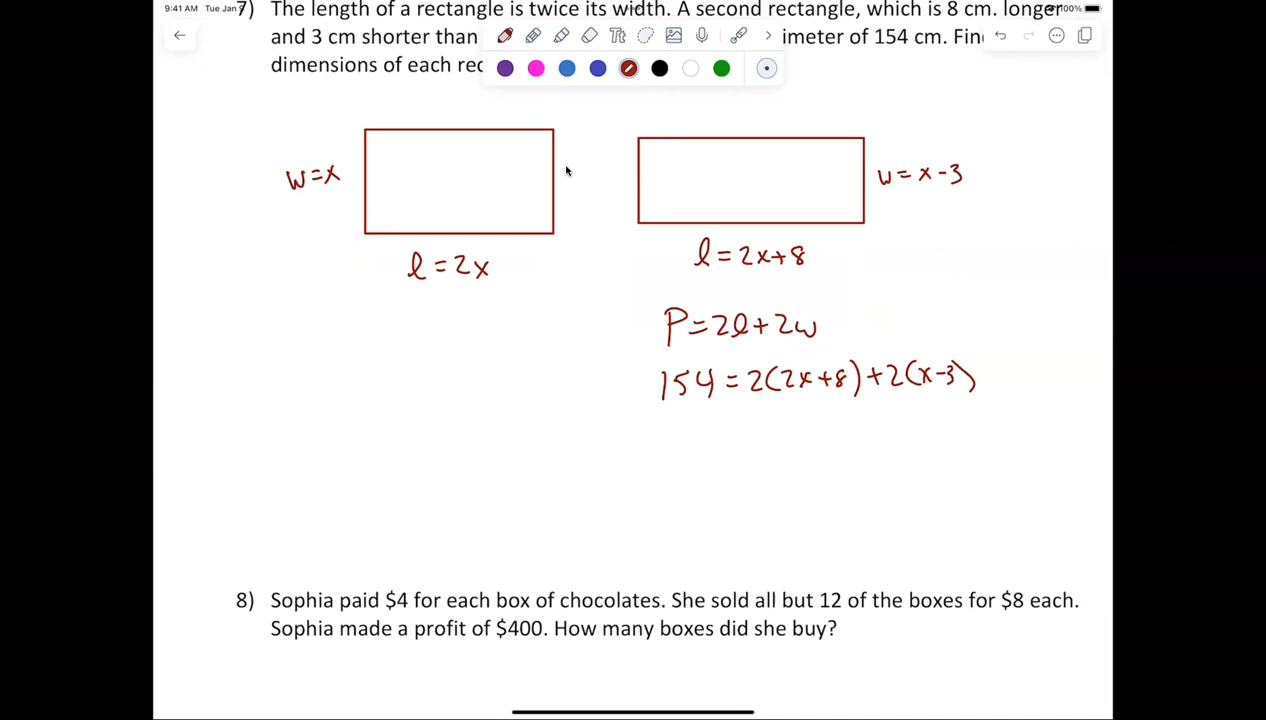 9:41 AM Tue Jan
100%
7) The length of a rectangle is twice its width. A second rectangle, which is 8 cm. longer
and 3 cm shorter than imeter of 154 cm. Fin
dimensions of each rec
Tt
w=x
w=x-3
l=2x
l=2x+8
P=2l+2w
154=2(2x+8)+2(x-3)
8) Sophia paid $4 for each box of chocolates. She sold all but 12 of the boxes for $8 each.
Sophia made a profit of $400. How many boxes did she buy?